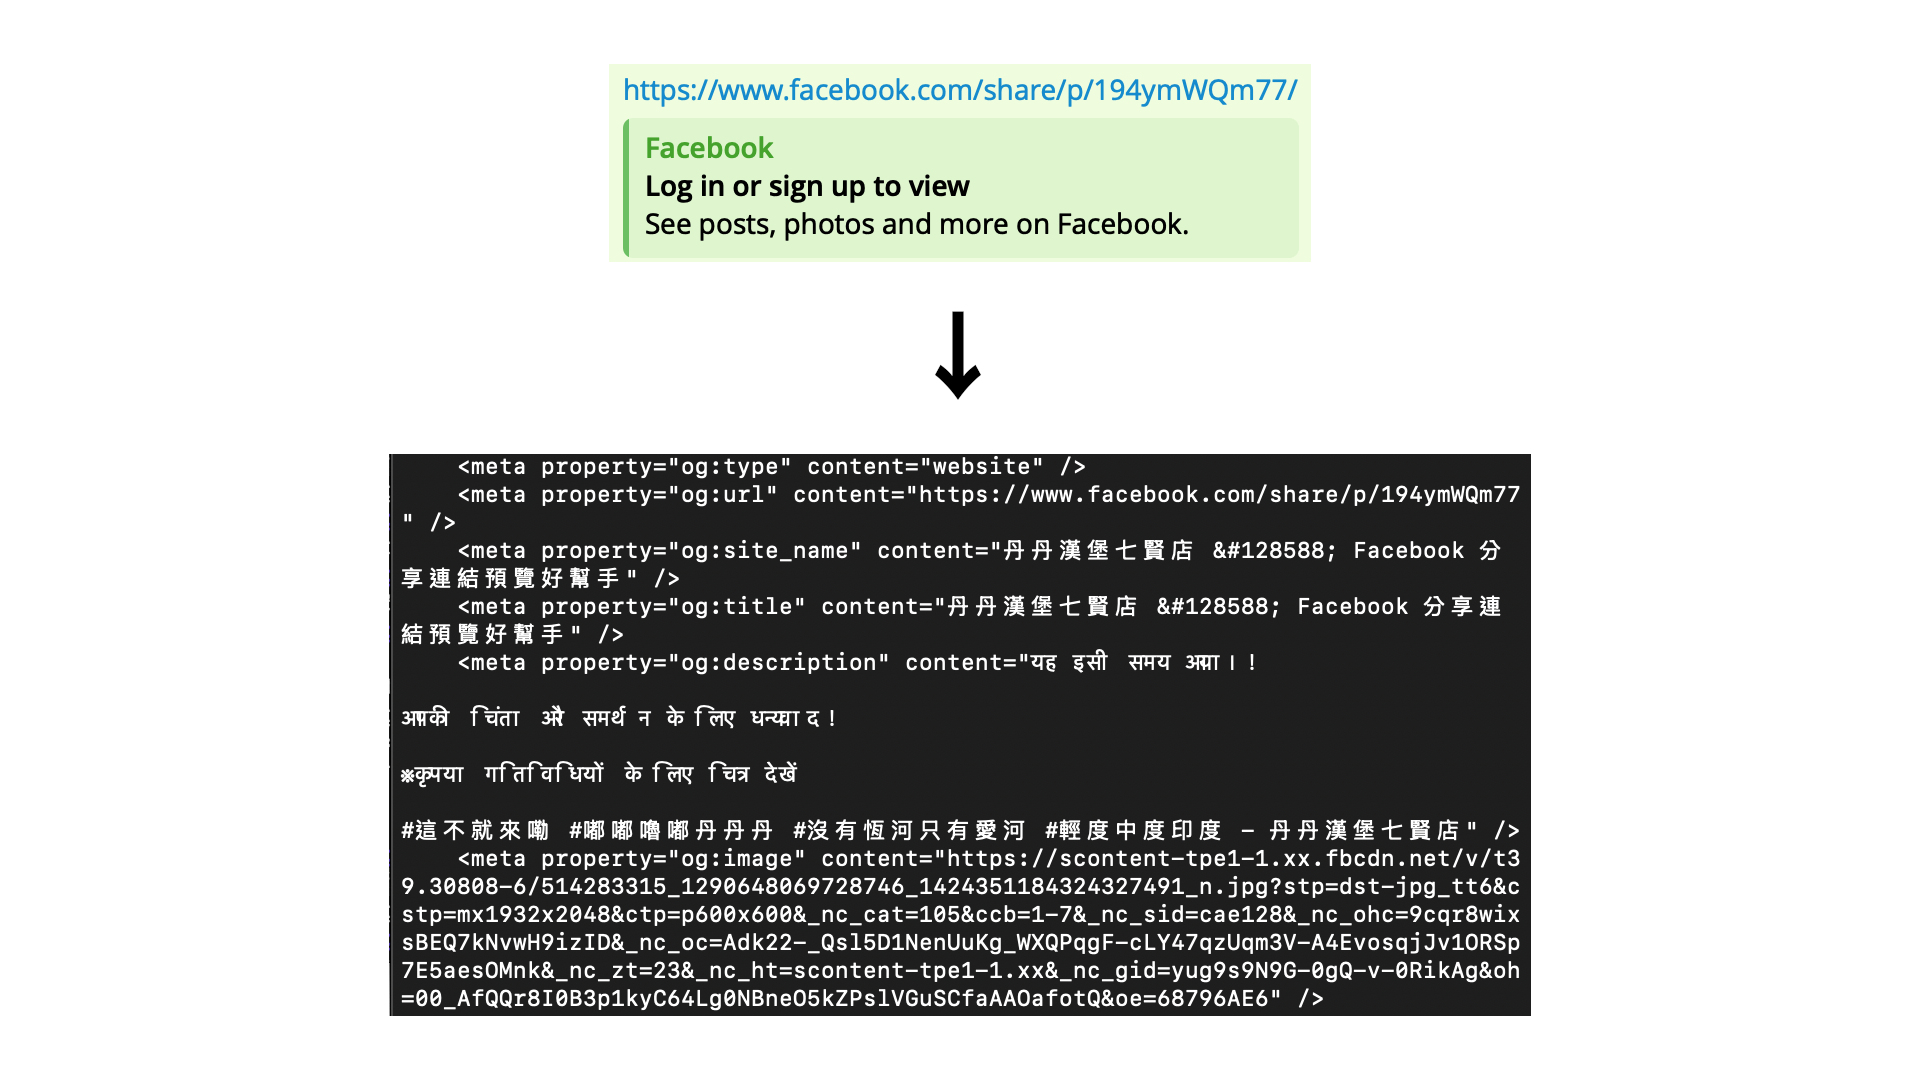 https://www.facebook.com/share/p/194ymWQm77/
Facebook
Log in or sign up to view
See posts, photos and more on Facebook.
<meta property="og:type" content="website" />
<meta property="og:url" content="https://www.facebook.com/share/p/194ymWQm77
" />
<meta property="og:site_name" content="丹丹漢堡七賢店 &#128588; Facebook 分
享連結預覽好幫手" />
<meta property="og:title" content="丹丹漢堡七賢店 &#128588; Facebook 分享連
結預覽好幫手" />
<meta property="og:description" content="यह इसी समय आया।!
आपकी चिंता और समर्थन के लिए धन्यवाद!
※कृपया गतिविधियों के लिए चित्र देखें
#這不就來嘞 #嘟嘟嚕嘟丹丹丹 #沒有恆河只有愛河 #輕度中度印度 - 丹丹漢堡七賢店" />
<meta property="og:image" content="https://scontent-tpe1-1.xx.fbcdn.net/v/t3
9.30808-6/514283315_1290648069728746_1424351184324327491_n.jpg?stp=dst-jpg_tt6&c
stp=mx1932x2048&ctp=p600x600&_nc_cat=105&ccb=1-7&_nc_sid=cae128&_nc_ohc=9cqr8wix
sBEQ7kNvwH9izID&_nc_oc=Adk22-_Qsl5D1NenUuKg_WXQPqgF-cLY47qzUqm3V-A4EvosqjJv1ORSp
7E5aesOMnk&_nc_zt=23&_nc_ht=scontent-tpe1-1.xx&_nc_gid=yug9s9N9G-0gQ-v-0RikAg&oh
=00_AfQQr8I0B3p1kyC64Lg0NBneO5kZPslVGuSCfaAAOafotQ&oe=68796AE6" />